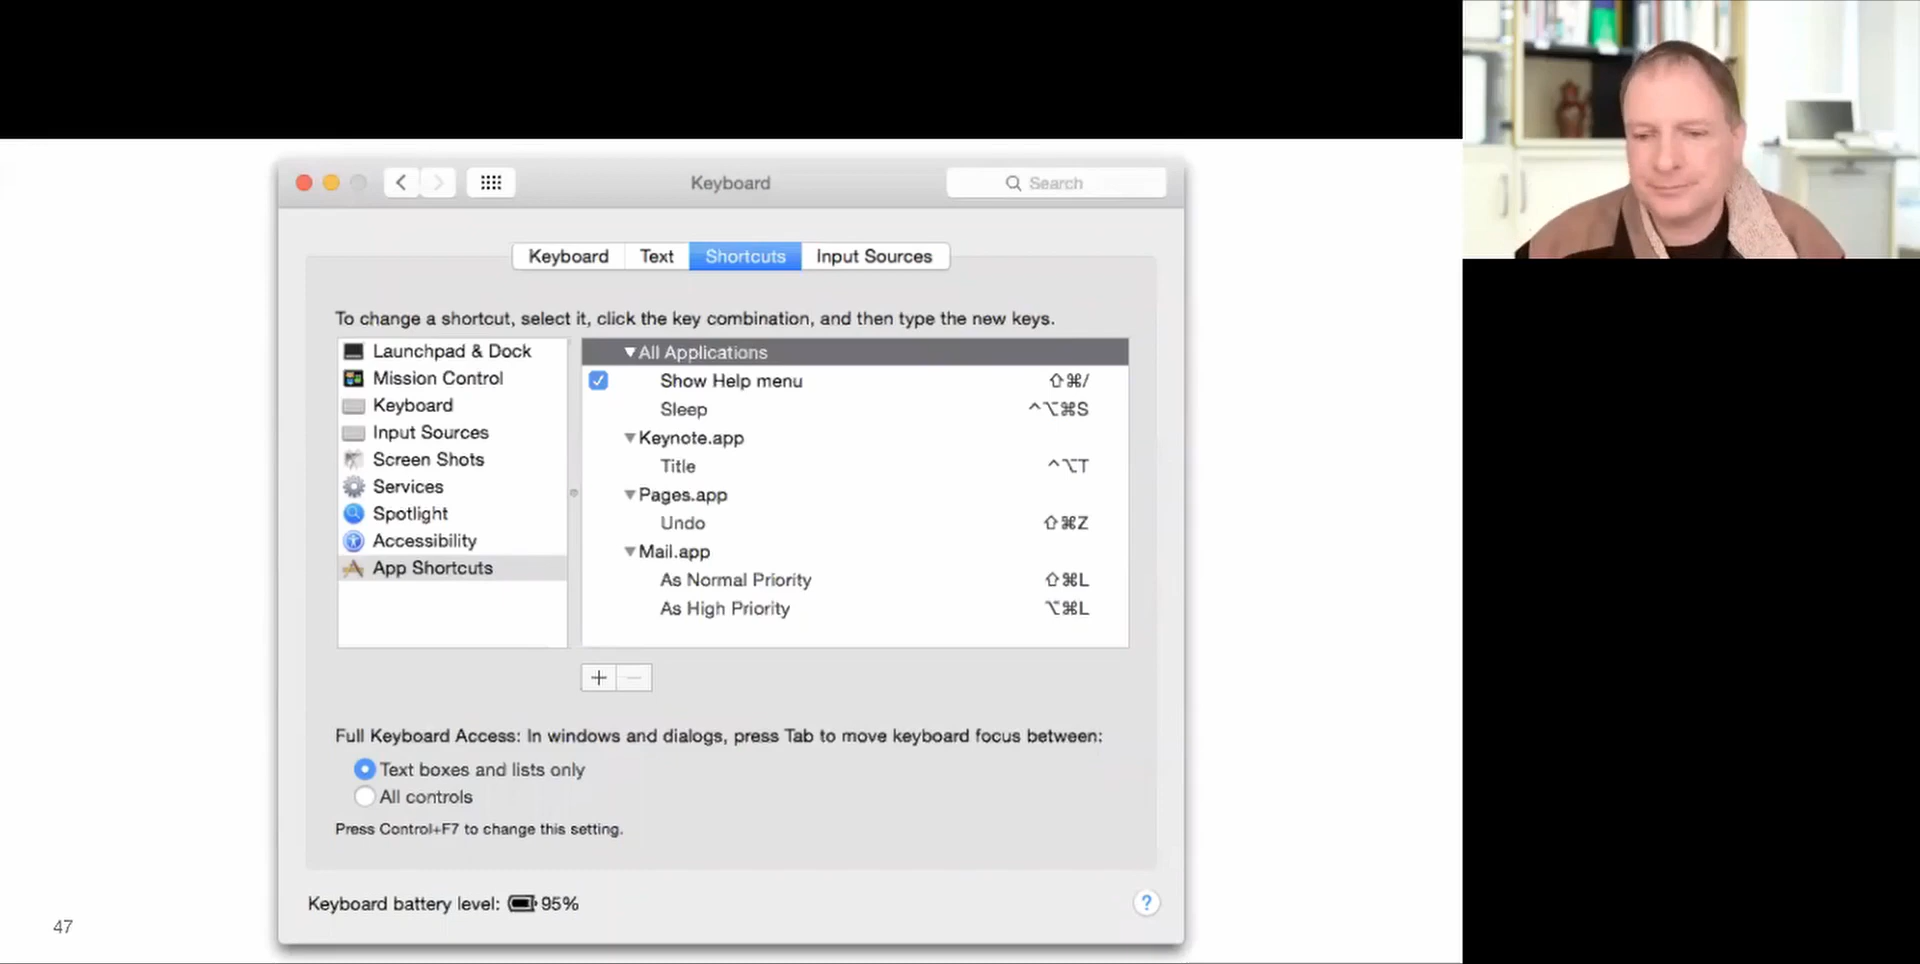 Keyboard
Search
Keyboard Text Shortcuts Input Sources
To change a shortcut, select it, click the key combination, and then type the new keys.
Launchpad & Dock
Mission Control
Keyboard
Input Sources
Screen Shots
Services
Spotlight
Accessibility
App Shortcuts
All Applications
Show Help menu ⇧⌘/
Sleep ^⌥⌘S
Keynote.app
Title ^⌥T
Pages.app
Undo ⇧⌘Z
Mail.app
As Normal Priority ⇧⌘L
As High Priority ⌥⌘L
Full Keyboard Access: In windows and dialogs, press Tab to move keyboard focus between:
Text boxes and lists only
All controls
Press Control+F7 to change this setting.
Keyboard battery level: 95%
?
47